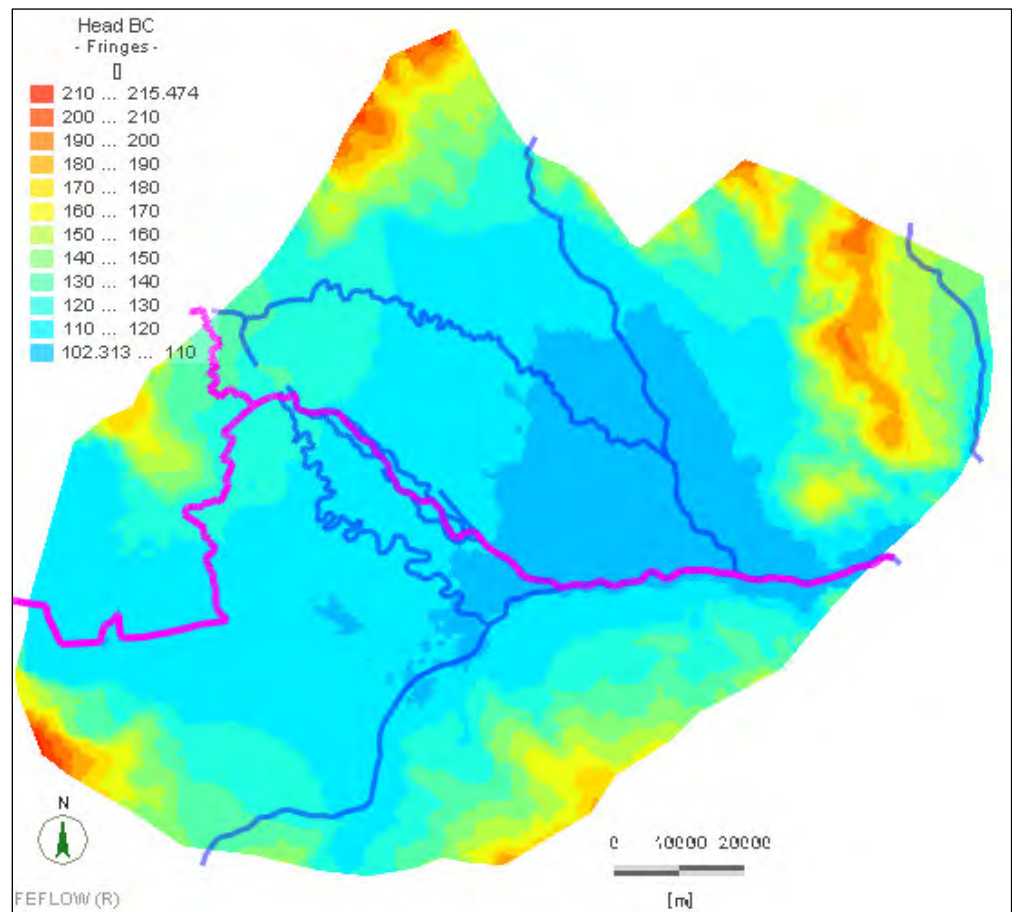 Head BC
- Fringes -
[]
210 ... 215.474
200 ... 210
190 ... 200
180 ... 190
170 ... 180
160 ... 170
150 ... 160
140 ... 150
130 ... 140
120 ... 130
110 ... 120
102.313 ... 110
N
0 10000 20000
[m]
FEFLOW (R)